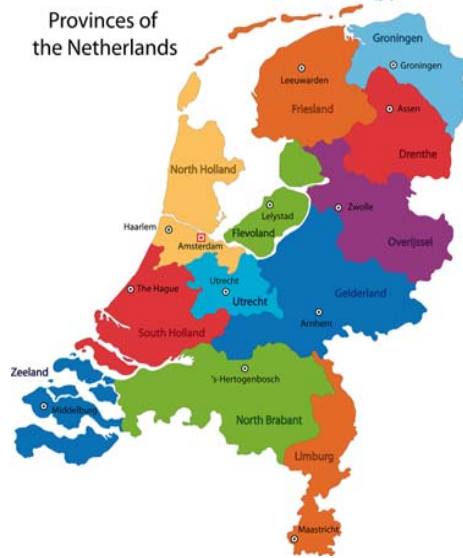 Provinces of
the Netherlands
Groningen
Groningen
Leeuwarden
Friesland
Assen
Drenthe
North Holland
Lelystad
Zwolle
Haarlem
Flevoland
Amsterdam
Overijssel
Utrecht
The Hague
Utrecht
Gelderland
Arnhem
South Holland
Zeeland
's-Hertogenbosch
Middelburg
North Brabant
Limburg
Maastricht